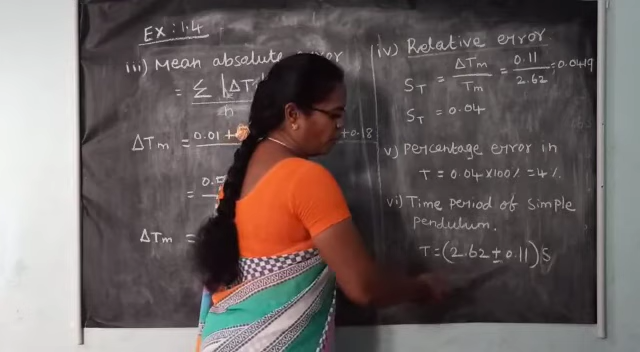 Ex : 1.4
iii) Mean absolute error
= Σ |ΔT
n
ΔTm = 0.01 + + 0.18
= 0.5
ΔTm =
iv) Relative error
ST = ΔTm / Tm = 0.11 / 2.62 = 0.0419
ST = 0.04
v) Percentage error in
T = 0.04 x 100% = 4%
vi) Time period of simple
pendulum.
T = (2.62 ± 0.11) S